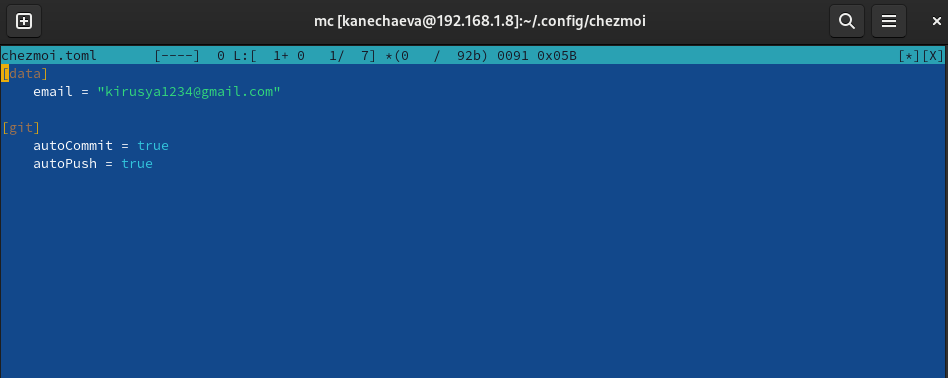 mc [kanechaeva@192.168.1.8]:~/.config/chezmoi
chezmoi.toml       [----]  0 L:[  1+ 0   1/  7] *(0   /  92b) 0091 0x05B                                        [*][X]
[data]
    email = "kirusya1234@gmail.com"

[git]
    autoCommit = true
    autoPush = true